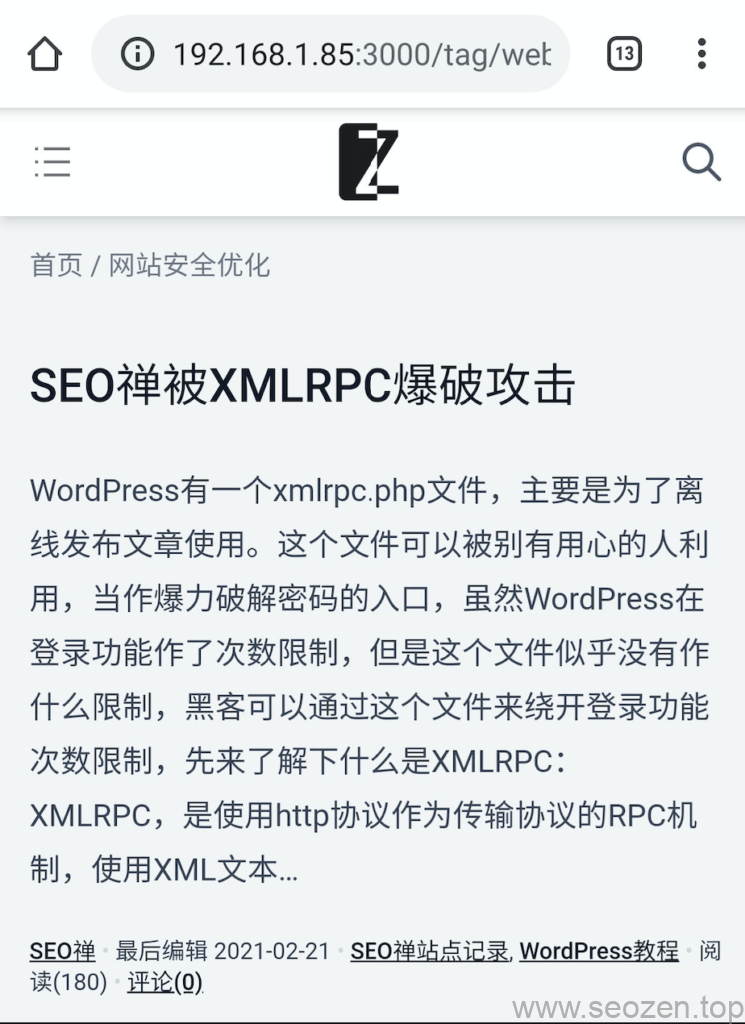 192.168.1.85:3000/tag/web
13
首页 / 网站安全优化
SEO禅被XMLRPC爆破攻击
WordPress有一个xmlrpc.php文件，主要是为了离
线发布文章使用。这个文件可以被别有用心的人利
用，当作爆力破解密码的入口，虽然WordPress在
登录功能作了次数限制，但是这个文件似乎没有作
什么限制，黑客可以通过这个文件来绕开登录功能
次数限制，先来了解下什么是XMLRPC：
XMLRPC，是使用http协议作为传输协议的RPC机
制，使用XML文本...
SEO禅 · 最后编辑 2021-02-21 · SEO禅站点记录, WordPress教程 · 阅
读(180) · 评论(0)
www.seozen.top